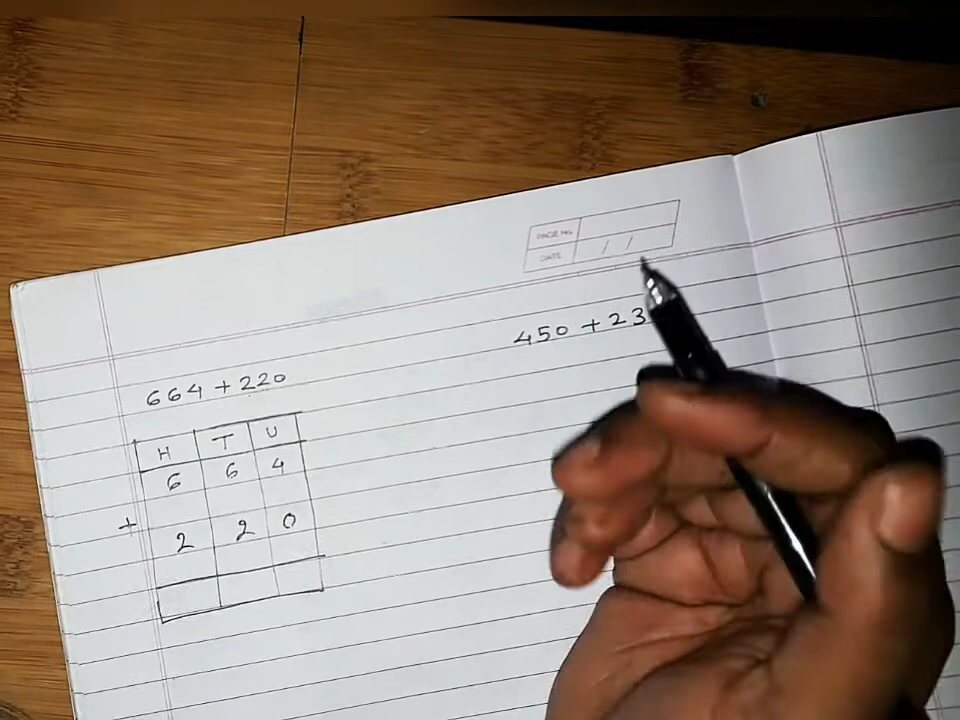 PAGE No.
DATE / /
450 + 23
664 + 220
H T U
6 6 4
+ 2 2 0